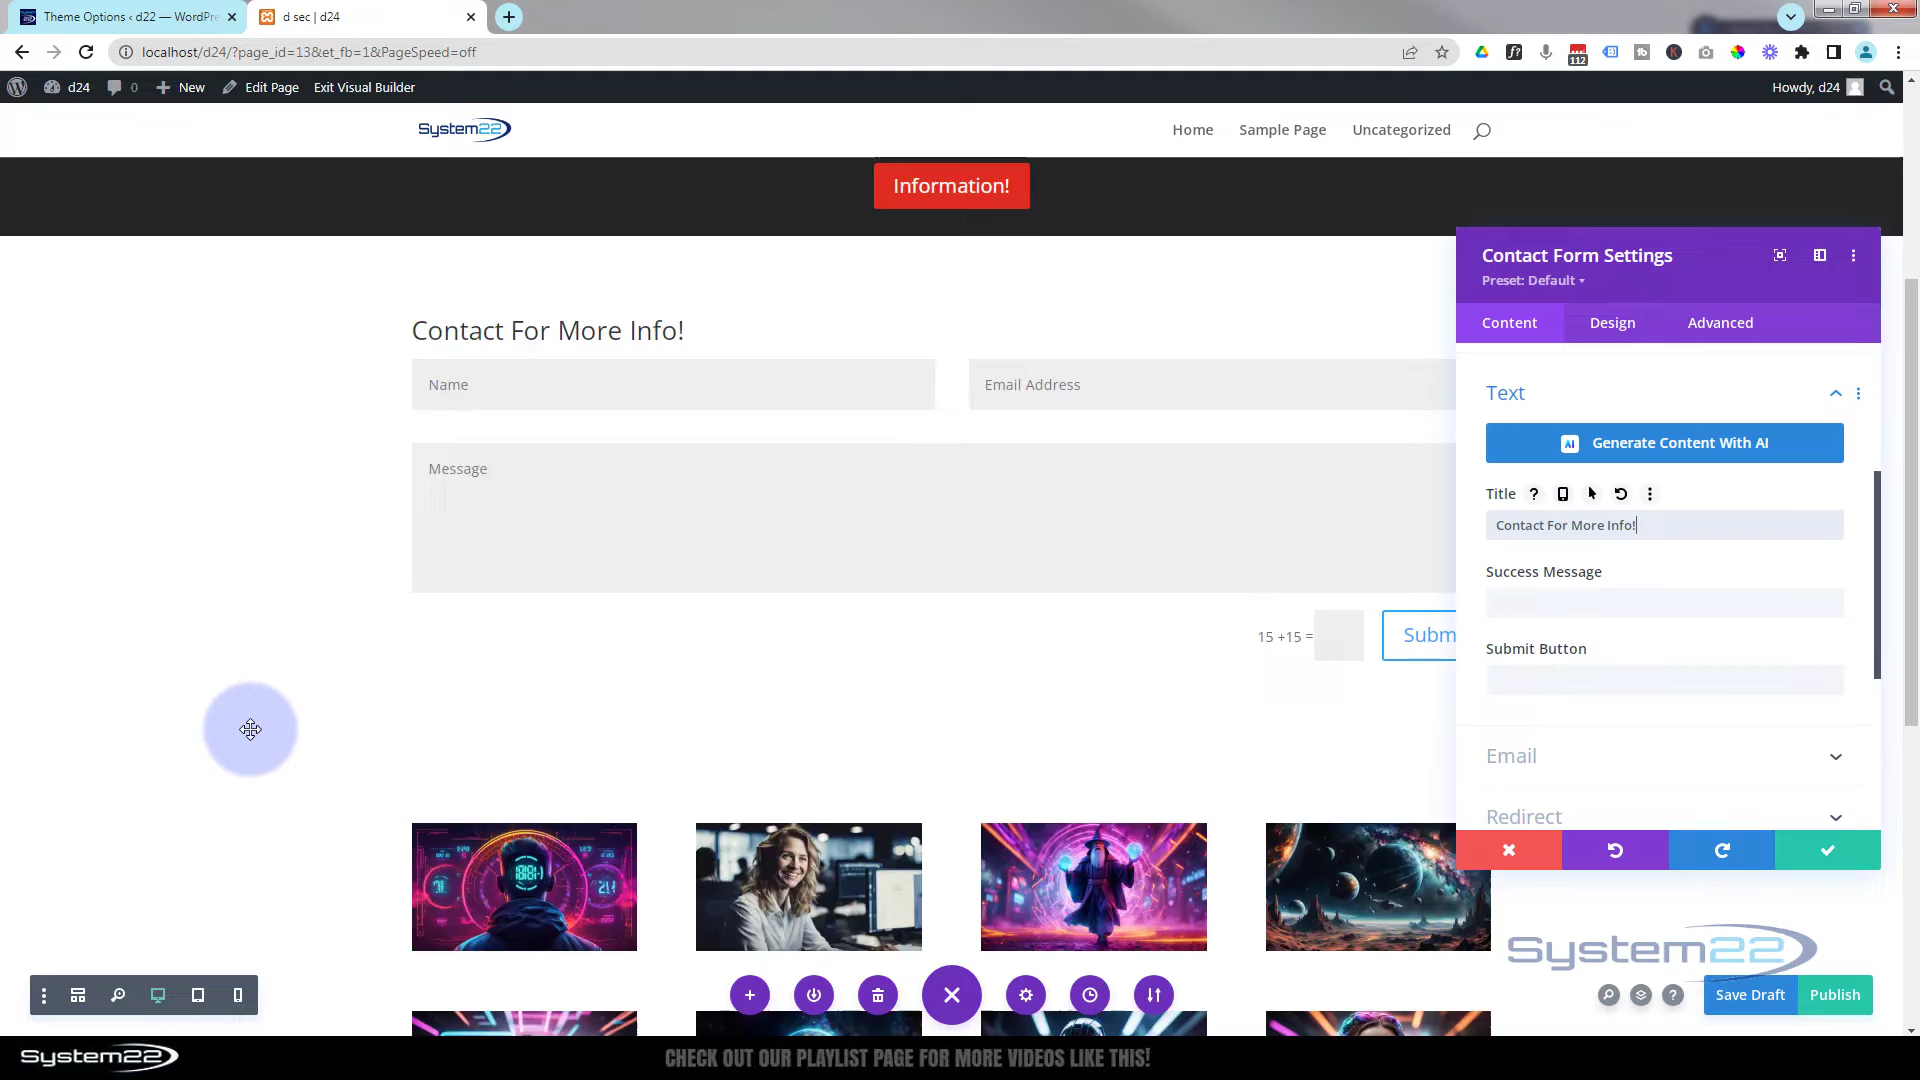 Theme Options ‹ d22 — WordPre
d sec | d24
localhost/d24/?page_id=13&et_fb=1&PageSpeed=off
112
d24
0
New
Edit Page
Exit Visual Builder
Howdy, d24
System22
Home
Sample Page
Uncategorized
Information!
Contact For More Info!
Name
Email Address
Message
15 +15 =
Subm
Contact Form Settings
Preset: Default
Content
Design
Advanced
Text
AI Generate Content With AI
Title
Contact For More Info!
Success Message
Submit Button
Email
Redirect
System22
Save Draft
Publish
System22
CHECK OUT OUR PLAYLIST PAGE FOR MORE VIDEOS LIKE THIS!